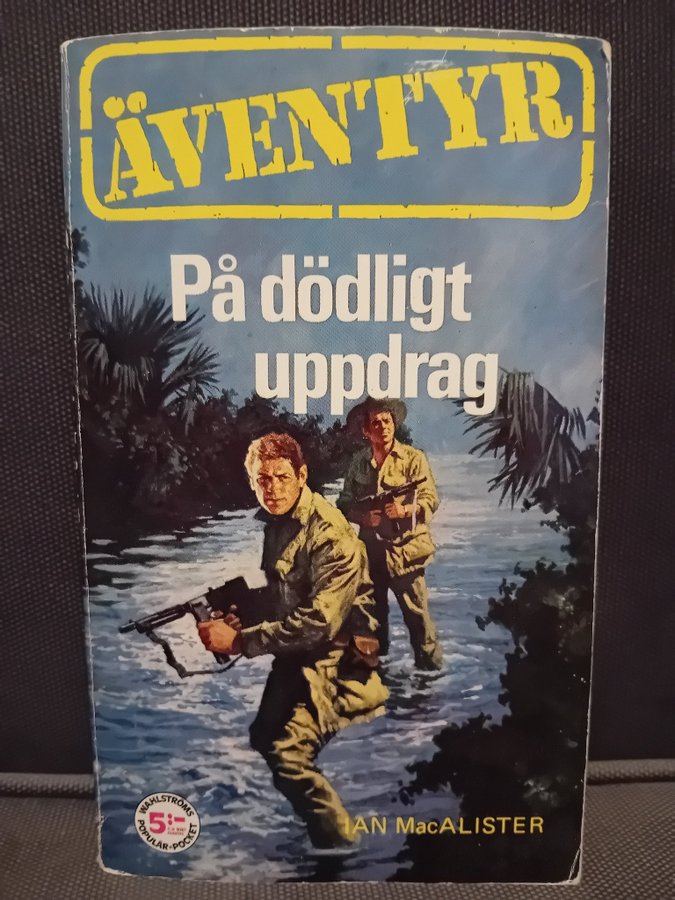 ÄVENTYR
På dödligt
uppdrag
IAN MacALISTER
WAHLSTRÖMS
5:-
POPULÄR-POCKET